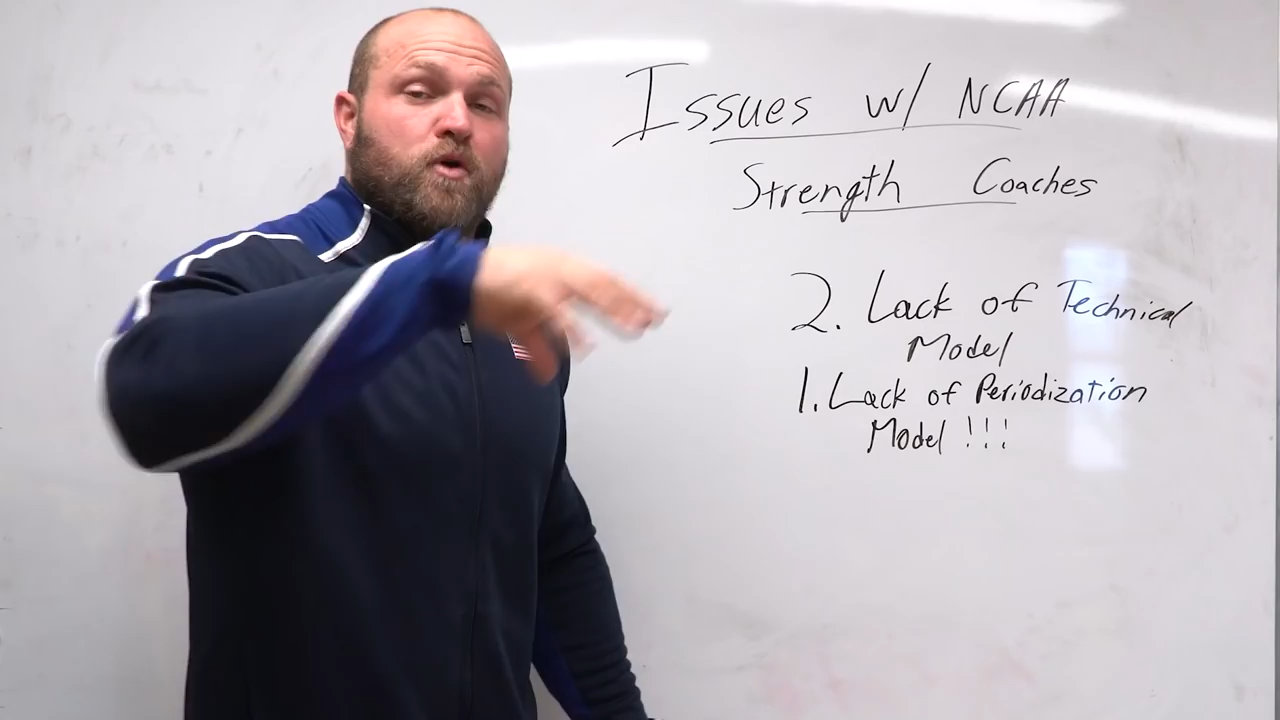 Issues w/ NCAA
Strength Coaches
2. Lack of Technical
Model
1. Lack of Periodization
Model !!!